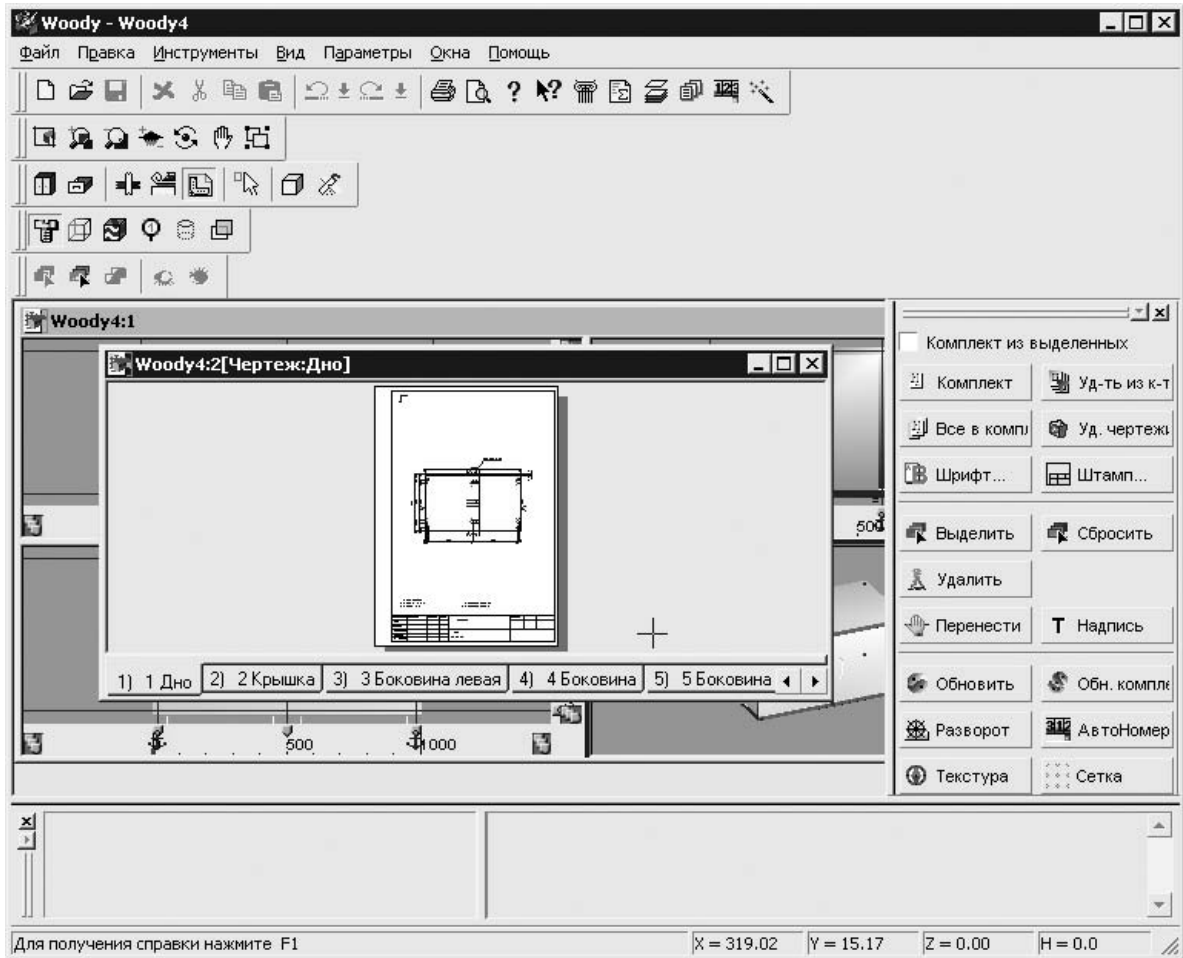 Woody - Woody4
Файл Правка Инструменты Вид Параметры Окна Помощь
Woody4:1
Woody4:2[Чертеж:Дно]
1) 1 Дно 2) 2 Крышка 3) 3 Боковина левая 4) 4 Боковина 5) 5 Боковина
500
500 1000
Комплект из выделенных
Комплект Уд-ть из к-т
Все в компл Уд. чертежи
Шрифт... Штамп...
Выделить Сбросить
Удалить
Перенести Надпись
Обновить Обн. компле
Разворот АвтоНомер
Текстура Сетка
Для получения справки нажмите F1 X = 319.02 Y = 15.17 Z = 0.00 H = 0.0